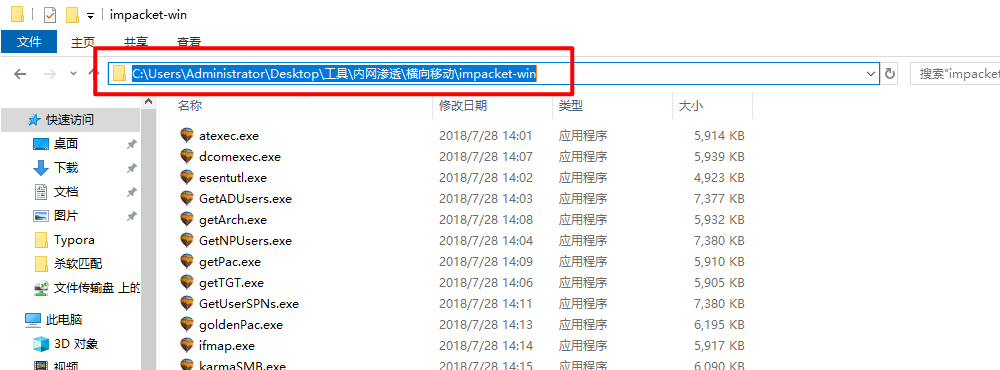 impacket-win
文件 主页 共享 查看
C:\Users\Administrator\Desktop\工具\内网渗透\横向移动\impacket-win 搜索"impacket
名称 修改日期 类型 大小
快速访问
桌面
下载
文档
图片
Typora
杀软匹配
文件传输盘 上的
此电脑
3D 对象
视频
atexec.exe 2018/7/28 14:01 应用程序 5,914 KB
dcomexec.exe 2018/7/28 14:07 应用程序 5,939 KB
esentutl.exe 2018/7/28 14:02 应用程序 4,923 KB
GetADUsers.exe 2018/7/28 14:03 应用程序 7,377 KB
getArch.exe 2018/7/28 14:08 应用程序 5,932 KB
GetNPUsers.exe 2018/7/28 14:04 应用程序 7,380 KB
getPac.exe 2018/7/28 14:09 应用程序 5,910 KB
getTGT.exe 2018/7/28 14:06 应用程序 5,905 KB
GetUserSPNs.exe 2018/7/28 14:11 应用程序 7,380 KB
goldenPac.exe 2018/7/28 14:13 应用程序 6,195 KB
ifmap.exe 2018/7/28 14:14 应用程序 5,917 KB
karmaSMB.exe 2018/7/28 14:15 应用程序 6,090 KB